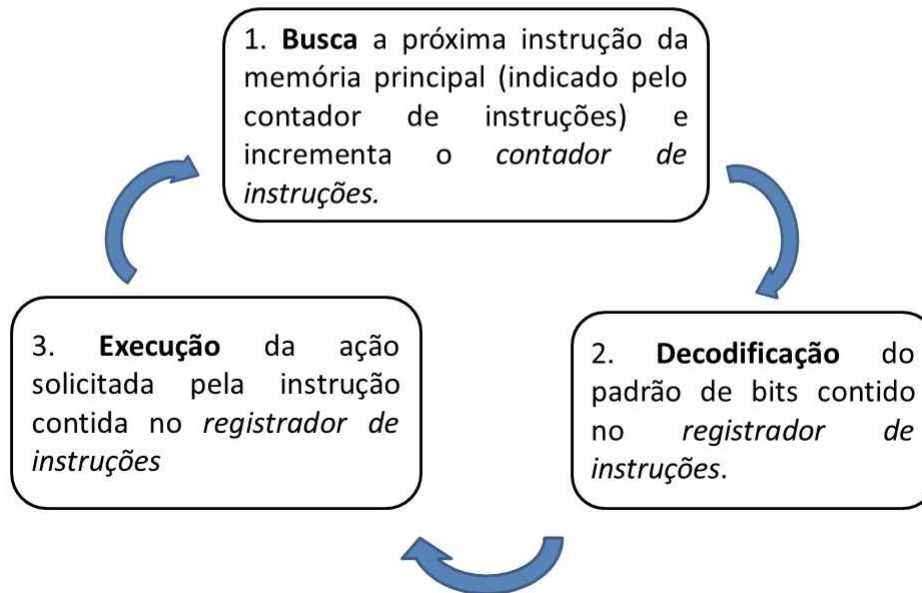 1. Busca a próxima instrução da
memória principal (indicado pelo
contador de instruções) e
incrementa o contador de
instruções.
3. Execução da ação
solicitada pela instrução
contida no registrador de
instruções
2. Decodificação do
padrão de bits contido
no registrador de
instruções.